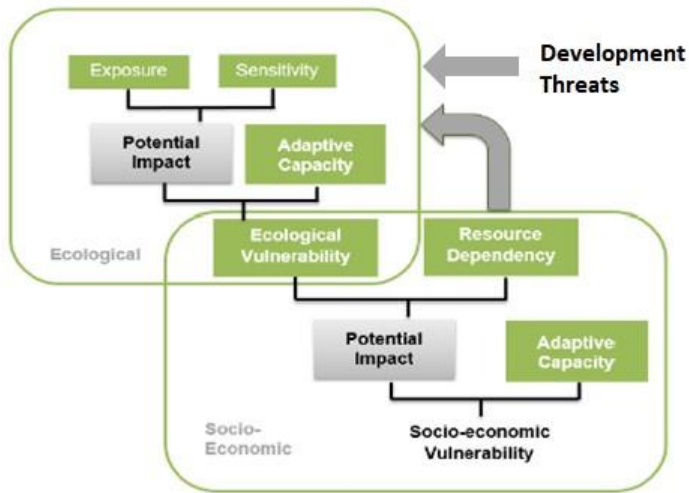 Development
Threats
Exposure
Sensitivity
Potential
Impact
Adaptive
Capacity
Ecological
Ecological
Vulnerability
Resource
Dependency
Potential
Impact
Adaptive
Capacity
Socio-
Economic
Socio-economic
Vulnerability